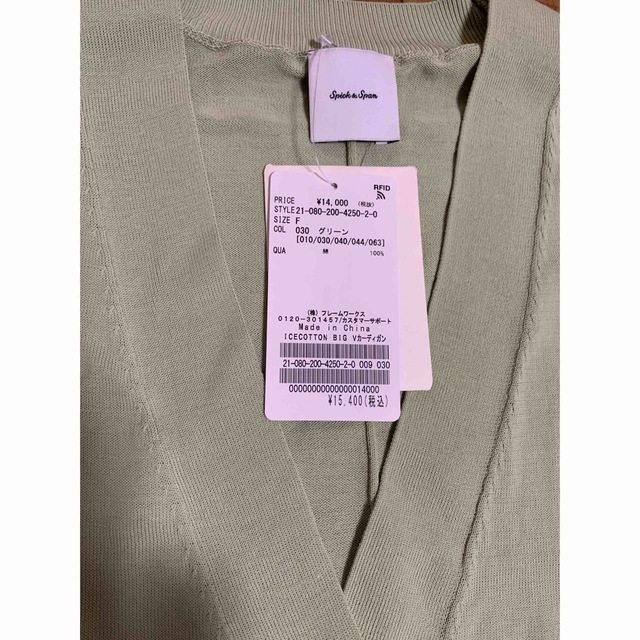 Spick & Span
RFID
PRICE ¥14,000 (税抜)
STYLE 21-080-200-4250-2-0
SIZE F
COL 030 グリーン
[010/030/040/044/063]
QUA 綿 100%
(株) フレームワークス
0120-301457/カスタマーサポート
Made in China
ICECOTTON BIG Vカーディガン
21-080-200-4250-2-0 009 030
00000000000000014000
¥15,400(税込)